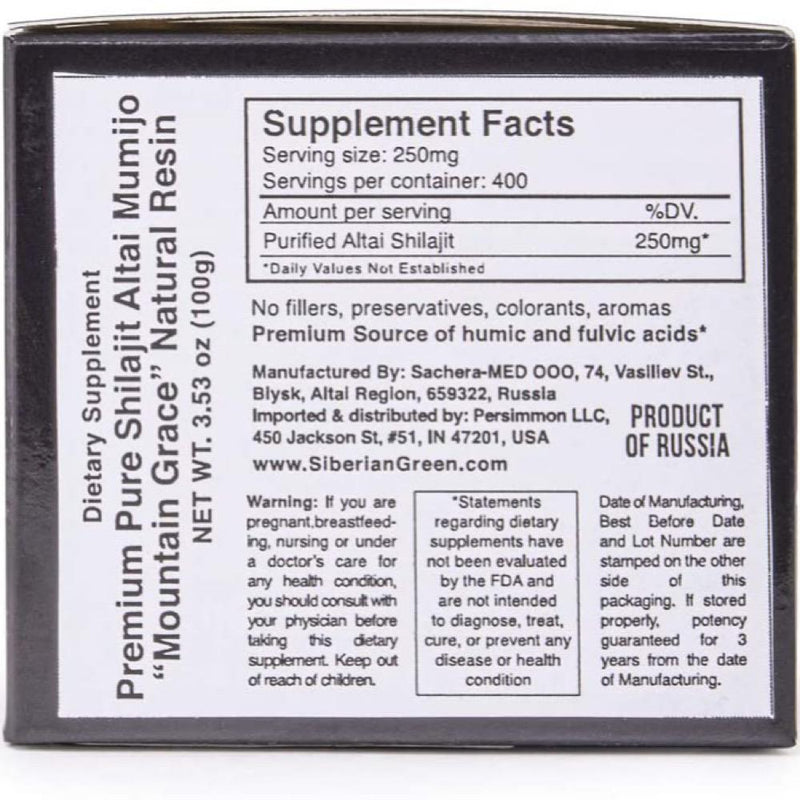 Dietary Supplement
Premium Pure Shilajit Altai Mumijo
“Mountain Grace” Natural Resin
NET WT. 3.53 oz (100g)
Supplement Facts
Serving size: 250mg
Servings per container: 400
Amount per serving %DV.
Purified Altai Shilajit 250mg*
*Daily Values Not Established
No fillers, preservatives, colorants, aromas
Premium Source of humic and fulvic acids*
Manufactured By: Sachera-MED OOO, 74, Vasiliev St.,
Biysk, Altai Region, 659322, Russia
Imported & distributed by: Persimmon LLC,
450 Jackson St, #51, IN 47201, USA
www.SiberianGreen.com
PRODUCT
OF RUSSIA
Warning: If you are
pregnant,breastfeed-
ing, nursing or under
a doctor's care for
any health condition,
you should consult with
your physician before
taking this dietary
supplement. Keep out
of reach of children.
*Statements
regarding dietary
supplements have
not been evaluated
by the FDA and
are not intended
to diagnose, treat,
cure, or prevent any
disease or health
condition
Date of Manufacturing,
Best Before Date
and Lot Number are
stamped on the other
side of this
packaging. If stored
properly, potency
guaranteed for 3
years from the date
of Manufacturing.